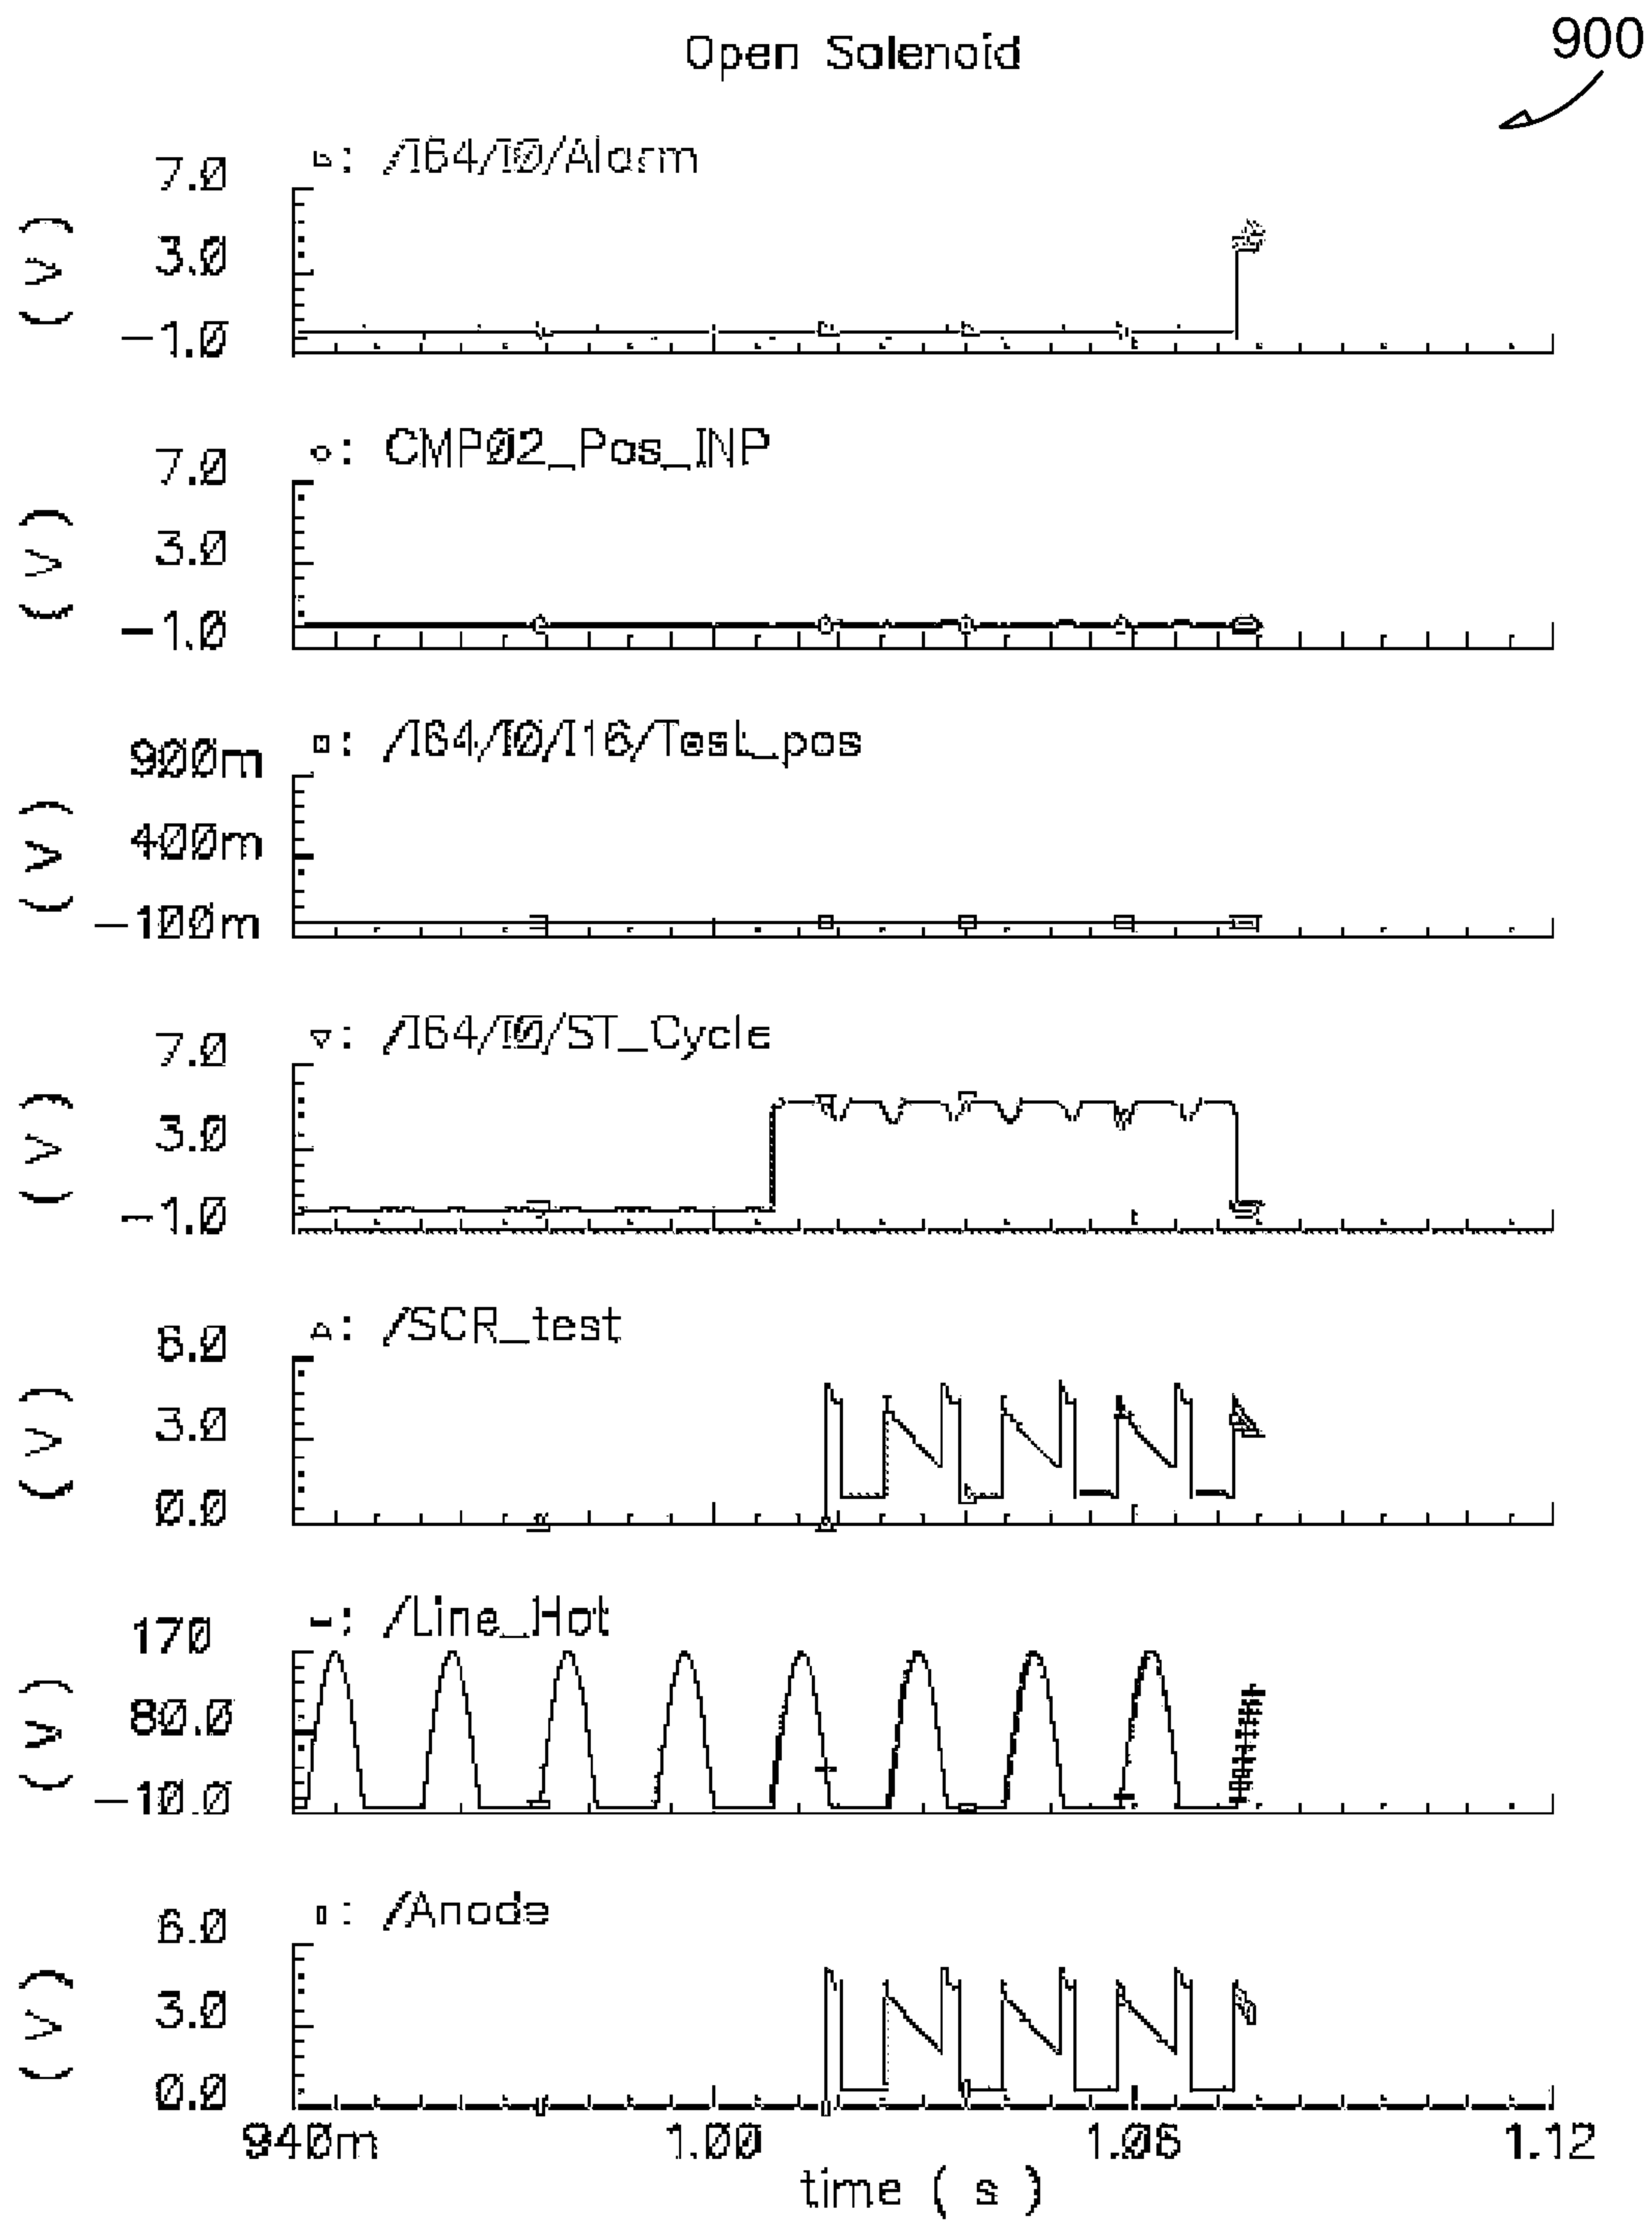 Open Solenoid
900
▹: /I64/I0/Alarm
7.0
3.0
-1.0
(V)
o: CMP02_Pos_INP
7.0
3.0
-1.0
(V)
▫: /I64/I0/I16/Test_pos
900m
400m
-100m
(V)
▿: /I64/I0/ST_Cycle
7.0
3.0
-1.0
(V)
▵: /SCR_test
6.0
3.0
0.0
(V)
-: /Line_Hot
170
80.0
-10.0
(V)
▯: /Anode
6.0
3.0
0.0
(V)
940m 1.00 1.06 1.12
time ( s )